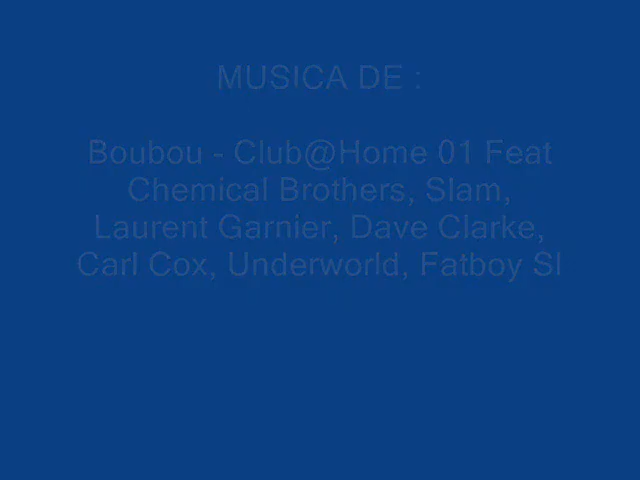 MUSICA DE :
Boubou - Club@Home 01 Feat
Chemical Brothers, Slam,
Laurent Garnier, Dave Clarke,
Carl Cox, Underworld, Fatboy Sl